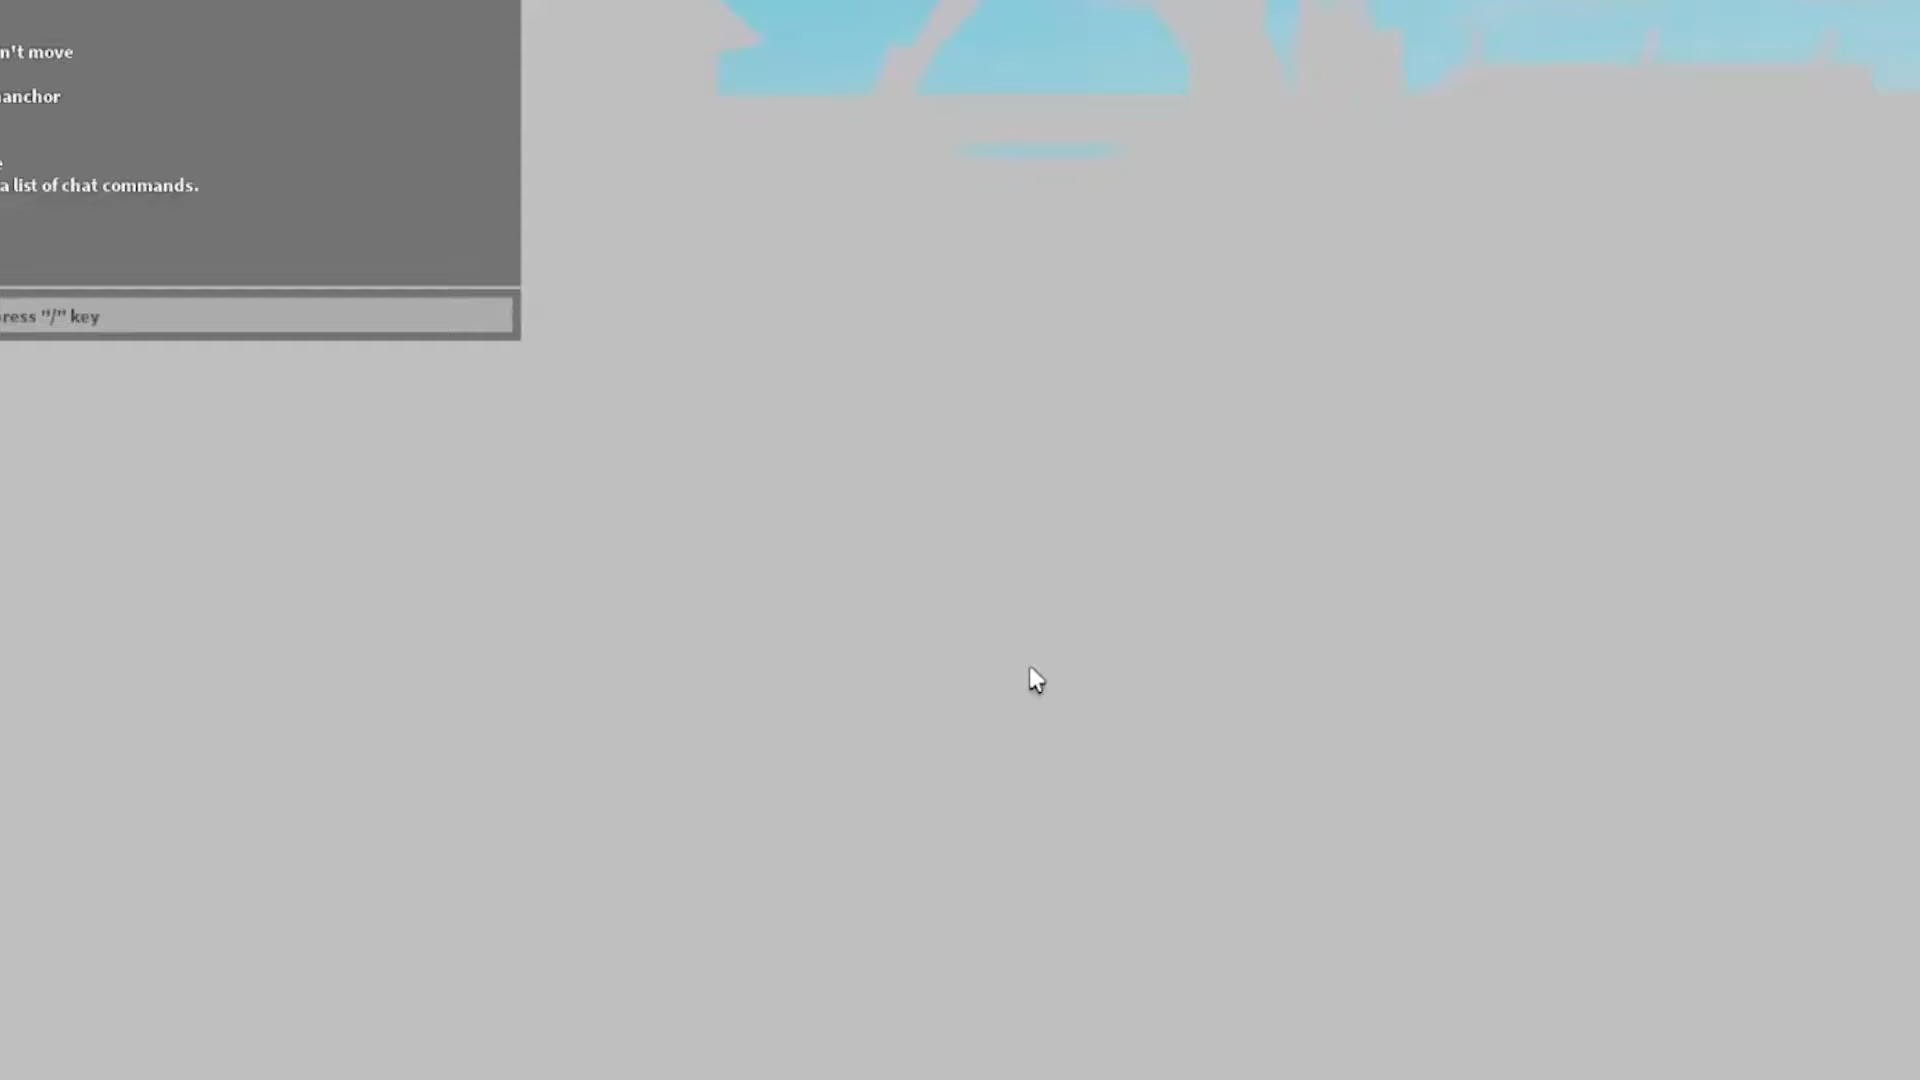 n't move
anchor
e
a list of chat commands.
ress "/" key